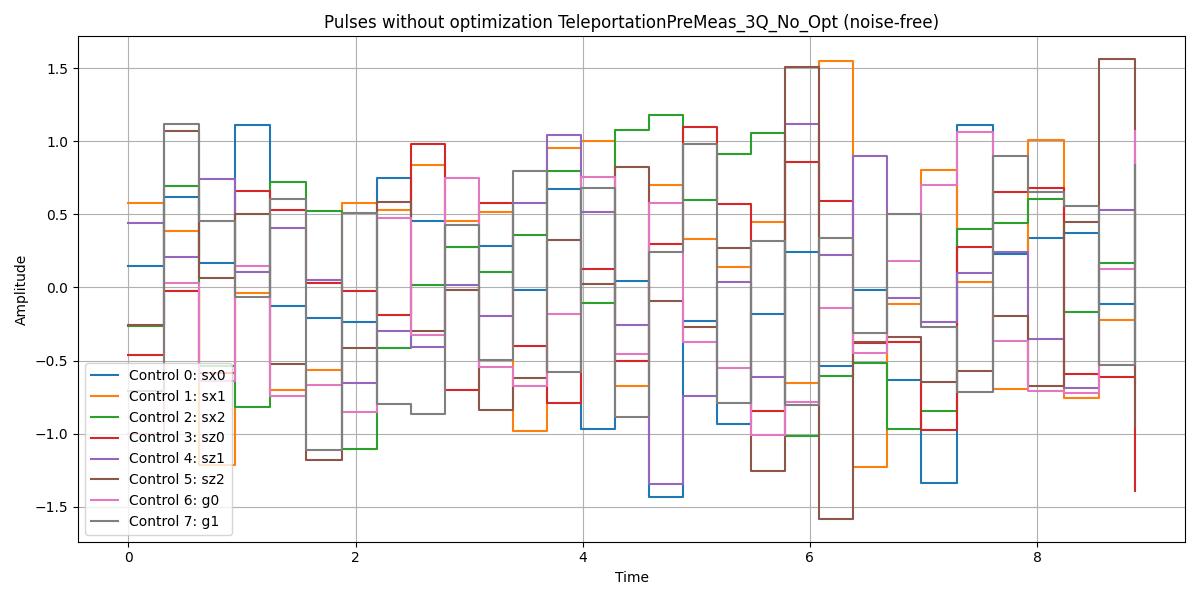 Pulses without optimization TeleportationPreMeas_3Q_No_Opt (noise-free)
Amplitude
1.5
1.0
0.5
0.0
−0.5
−1.0
−1.5
Control 0: sx0
Control 1: sx1
Control 2: sx2
Control 3: sz0
Control 4: sz1
Control 5: sz2
Control 6: g0
Control 7: g1
0
2
4
6
8
Time